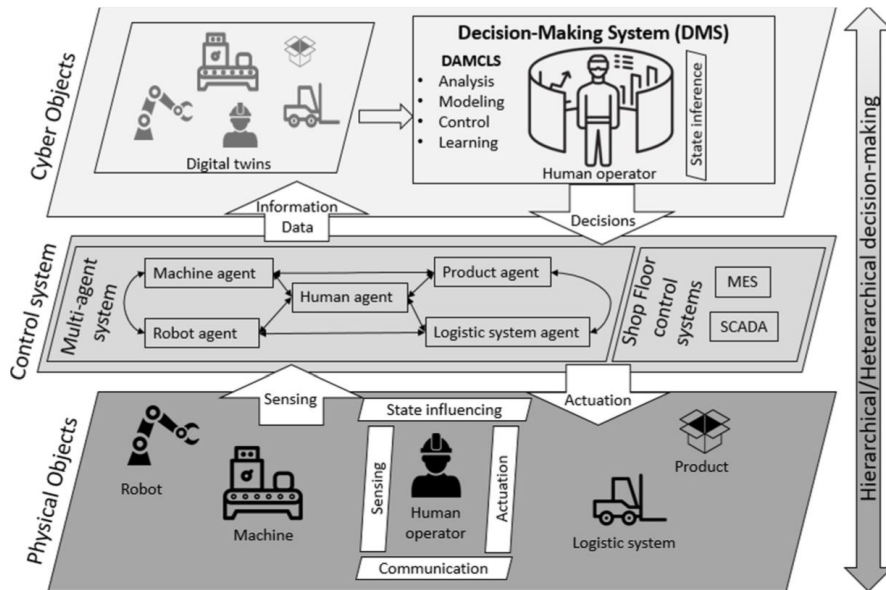 Cyber Objects
Digital twins
Decision-Making System (DMS)
DAMCLS
• Analysis
• Modeling
• Control
• Learning
State inference
Human operator
Information
Data
Decisions
Control system
Multi-agent
system
Machine agent
Product agent
Human agent
Robot agent
Logistic system agent
Shop Floor
control
systems
MES
SCADA
Sensing
Actuation
Physical Objects
Robot
Machine
State influencing
Sensing
Human
operator
Actuation
Communication
Product
Logistic system
Hierarchical/Heterarchical decision-making